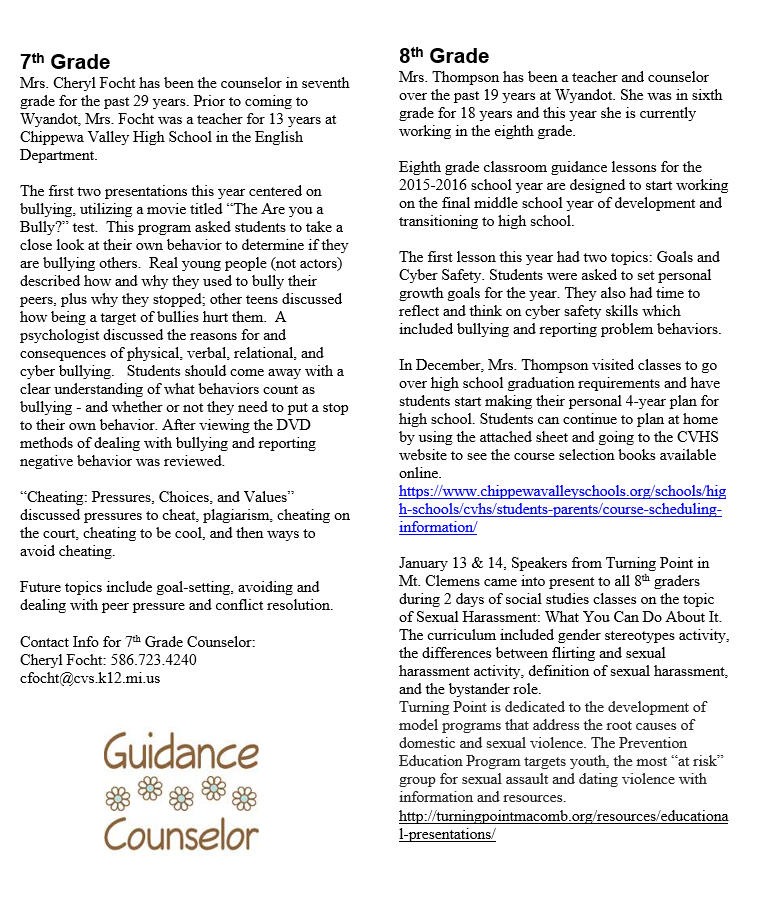 7th Grade
Mrs. Cheryl Focht has been the counselor in seventh
grade for the past 29 years. Prior to coming to
Wyandot, Mrs. Focht was a teacher for 13 years at
Chippewa Valley High School in the English
Department.
The first two presentations this year centered on
bullying, utilizing a movie titled “The Are you a
Bully?” test.  This program asked students to take a
close look at their own behavior to determine if they
are bullying others.  Real young people (not actors)
described how and why they used to bully their
peers, plus why they stopped; other teens discussed
how being a target of bullies hurt them.  A
psychologist discussed the reasons for and
consequences of physical, verbal, relational, and
cyber bullying.   Students should come away with a
clear understanding of what behaviors count as
bullying - and whether or not they need to put a stop
to their own behavior. After viewing the DVD
methods of dealing with bullying and reporting
negative behavior was reviewed.
“Cheating: Pressures, Choices, and Values”
discussed pressures to cheat, plagiarism, cheating on
the court, cheating to be cool, and then ways to
avoid cheating.
Future topics include goal-setting, avoiding and
dealing with peer pressure and conflict resolution.
Contact Info for 7th Grade Counselor:
Cheryl Focht: 586.723.4240
cfocht@cvs.k12.mi.us
Guidance
Counselor
8th Grade
Mrs. Thompson has been a teacher and counselor
over the past 19 years at Wyandot. She was in sixth
grade for 18 years and this year she is currently
working in the eighth grade.
Eighth grade classroom guidance lessons for the
2015-2016 school year are designed to start working
on the final middle school year of development and
transitioning to high school.
The first lesson this year had two topics: Goals and
Cyber Safety. Students were asked to set personal
growth goals for the year. They also had time to
reflect and think on cyber safety skills which
included bullying and reporting problem behaviors.
In December, Mrs. Thompson visited classes to go
over high school graduation requirements and have
students start making their personal 4-year plan for
high school. Students can continue to plan at home
by using the attached sheet and going to the CVHS
website to see the course selection books available
online.
https://www.chippewavalleyschools.org/schools/hig
h-schools/cvhs/students-parents/course-scheduling-
information/
January 13 & 14, Speakers from Turning Point in
Mt. Clemens came into present to all 8th graders
during 2 days of social studies classes on the topic
of Sexual Harassment: What You Can Do About It.
The curriculum included gender stereotypes activity,
the differences between flirting and sexual
harassment activity, definition of sexual harassment,
and the bystander role.
Turning Point is dedicated to the development of
model programs that address the root causes of
domestic and sexual violence. The Prevention
Education Program targets youth, the most “at risk”
group for sexual assault and dating violence with
information and resources.
http://turningpointmacomb.org/resources/educationa
l-presentations/